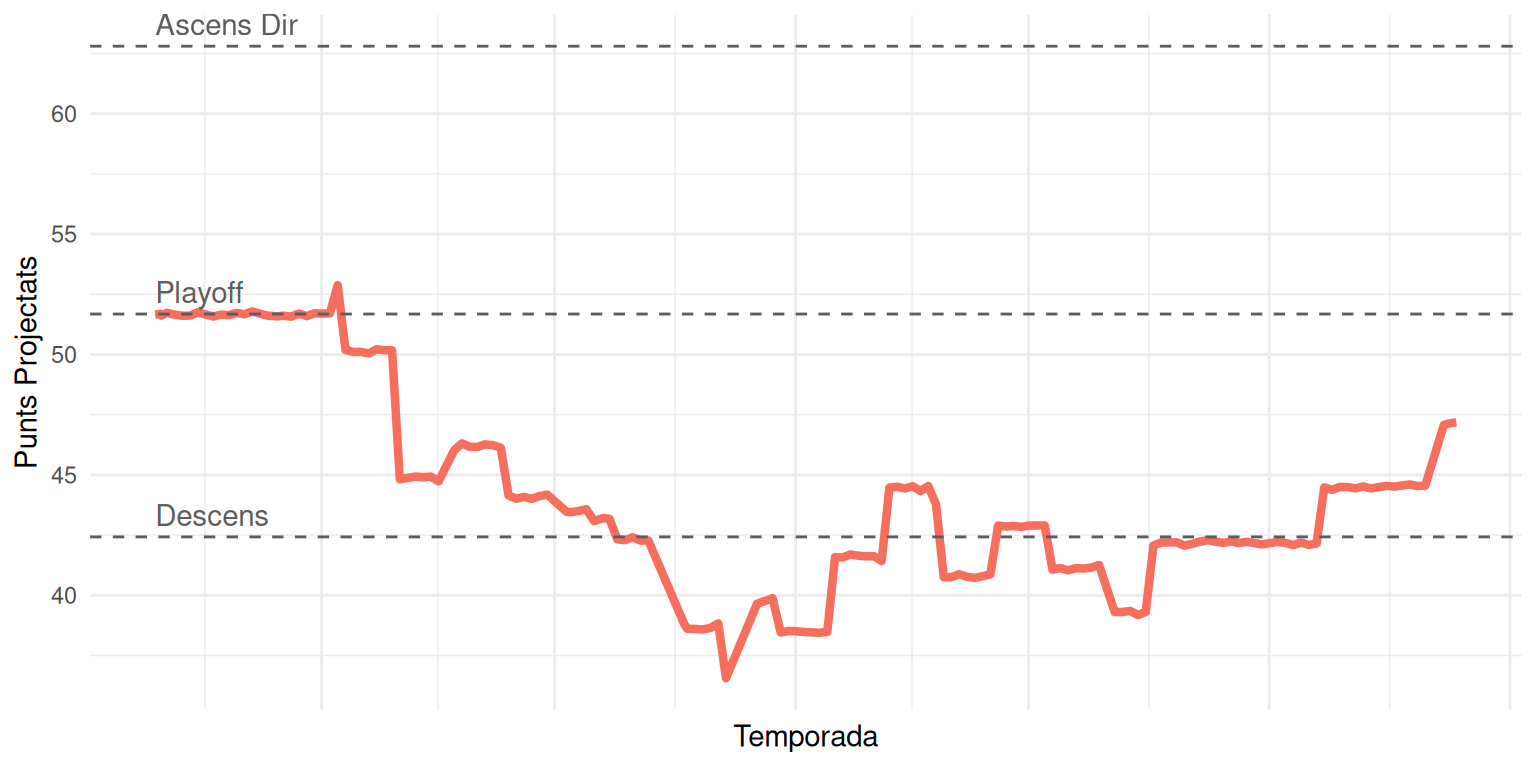 Ascens Dir
60
55
Playoff
50
45
Descens
40
Punts Projectats
Temporada